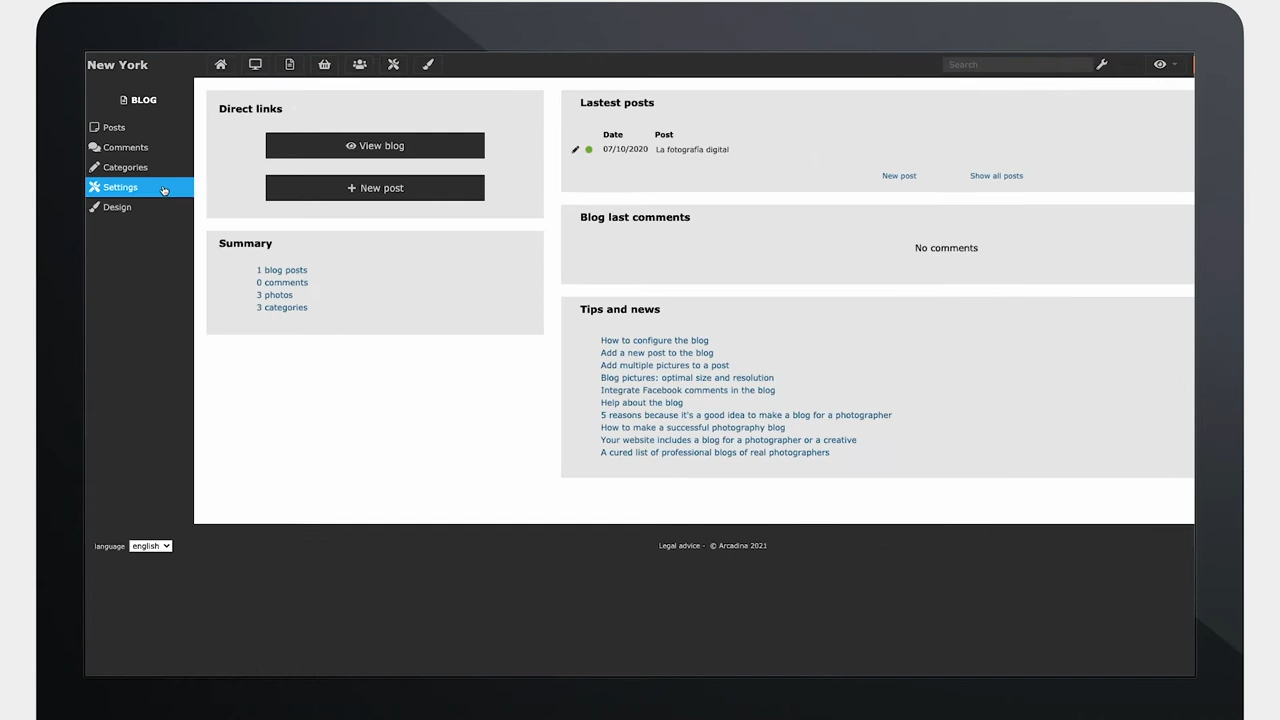 New York
Search
BLOG
Posts
Comments
Categories
Settings
Design
Direct links
View blog
New post
Summary
1 blog posts
0 comments
3 photos
3 categories
Lastest posts
Date Post
07/10/2020 La fotografía digital
New post Show all posts
Blog last comments
No comments
Tips and news
How to configure the blog
Add a new post to the blog
Add multiple pictures to a post
Blog pictures: optimal size and resolution
Integrate Facebook comments in the blog
Help about the blog
5 reasons because it's a good idea to make a blog for a photographer
How to make a successful photography blog
Your website includes a blog for a photographer or a creative
A cured list of professional blogs of real photographers
language english
Legal advice - © Arcadina 2021